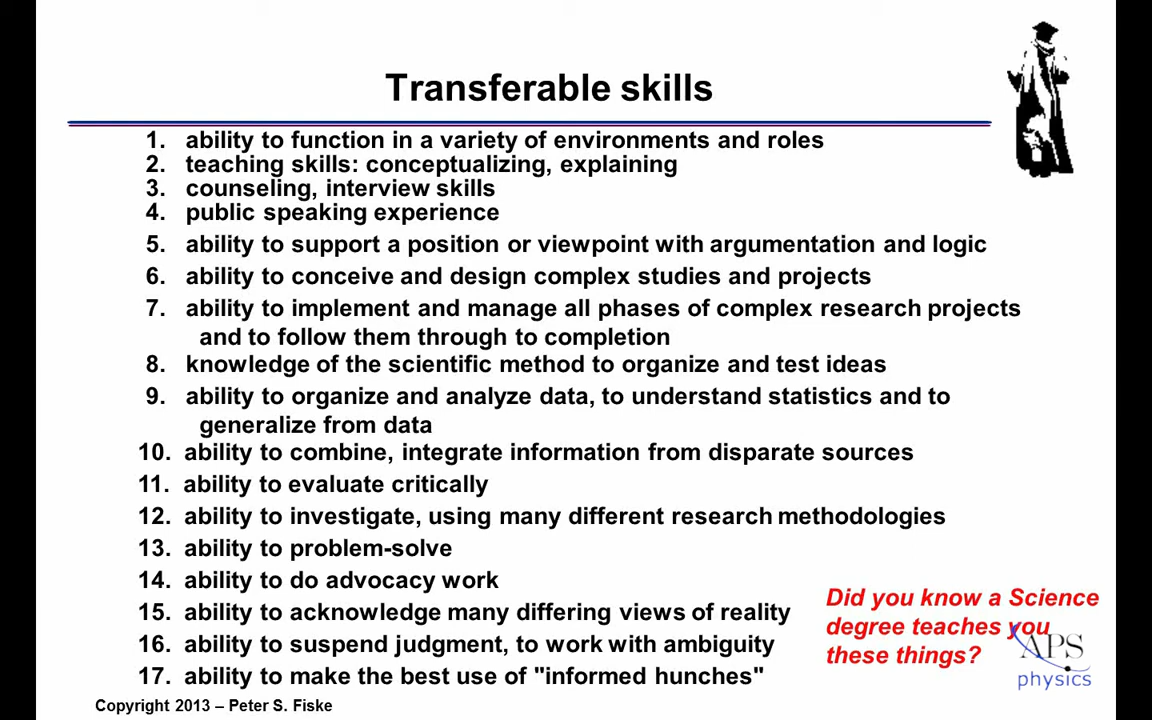 Transferable skills
1. ability to function in a variety of environments and roles
2. teaching skills: conceptualizing, explaining
3. counseling, interview skills
4. public speaking experience
5. ability to support a position or viewpoint with argumentation and logic
6. ability to conceive and design complex studies and projects
7. ability to implement and manage all phases of complex research projects
and to follow them through to completion
8. knowledge of the scientific method to organize and test ideas
9. ability to organize and analyze data, to understand statistics and to
generalize from data
10. ability to combine, integrate information from disparate sources
11. ability to evaluate critically
12. ability to investigate, using many different research methodologies
13. ability to problem-solve
14. ability to do advocacy work
15. ability to acknowledge many differing views of reality
16. ability to suspend judgment, to work with ambiguity
17. ability to make the best use of "informed hunches"
Did you know a Science
degree teaches you
these things?
APS
physics
Copyright 2013 – Peter S. Fiske